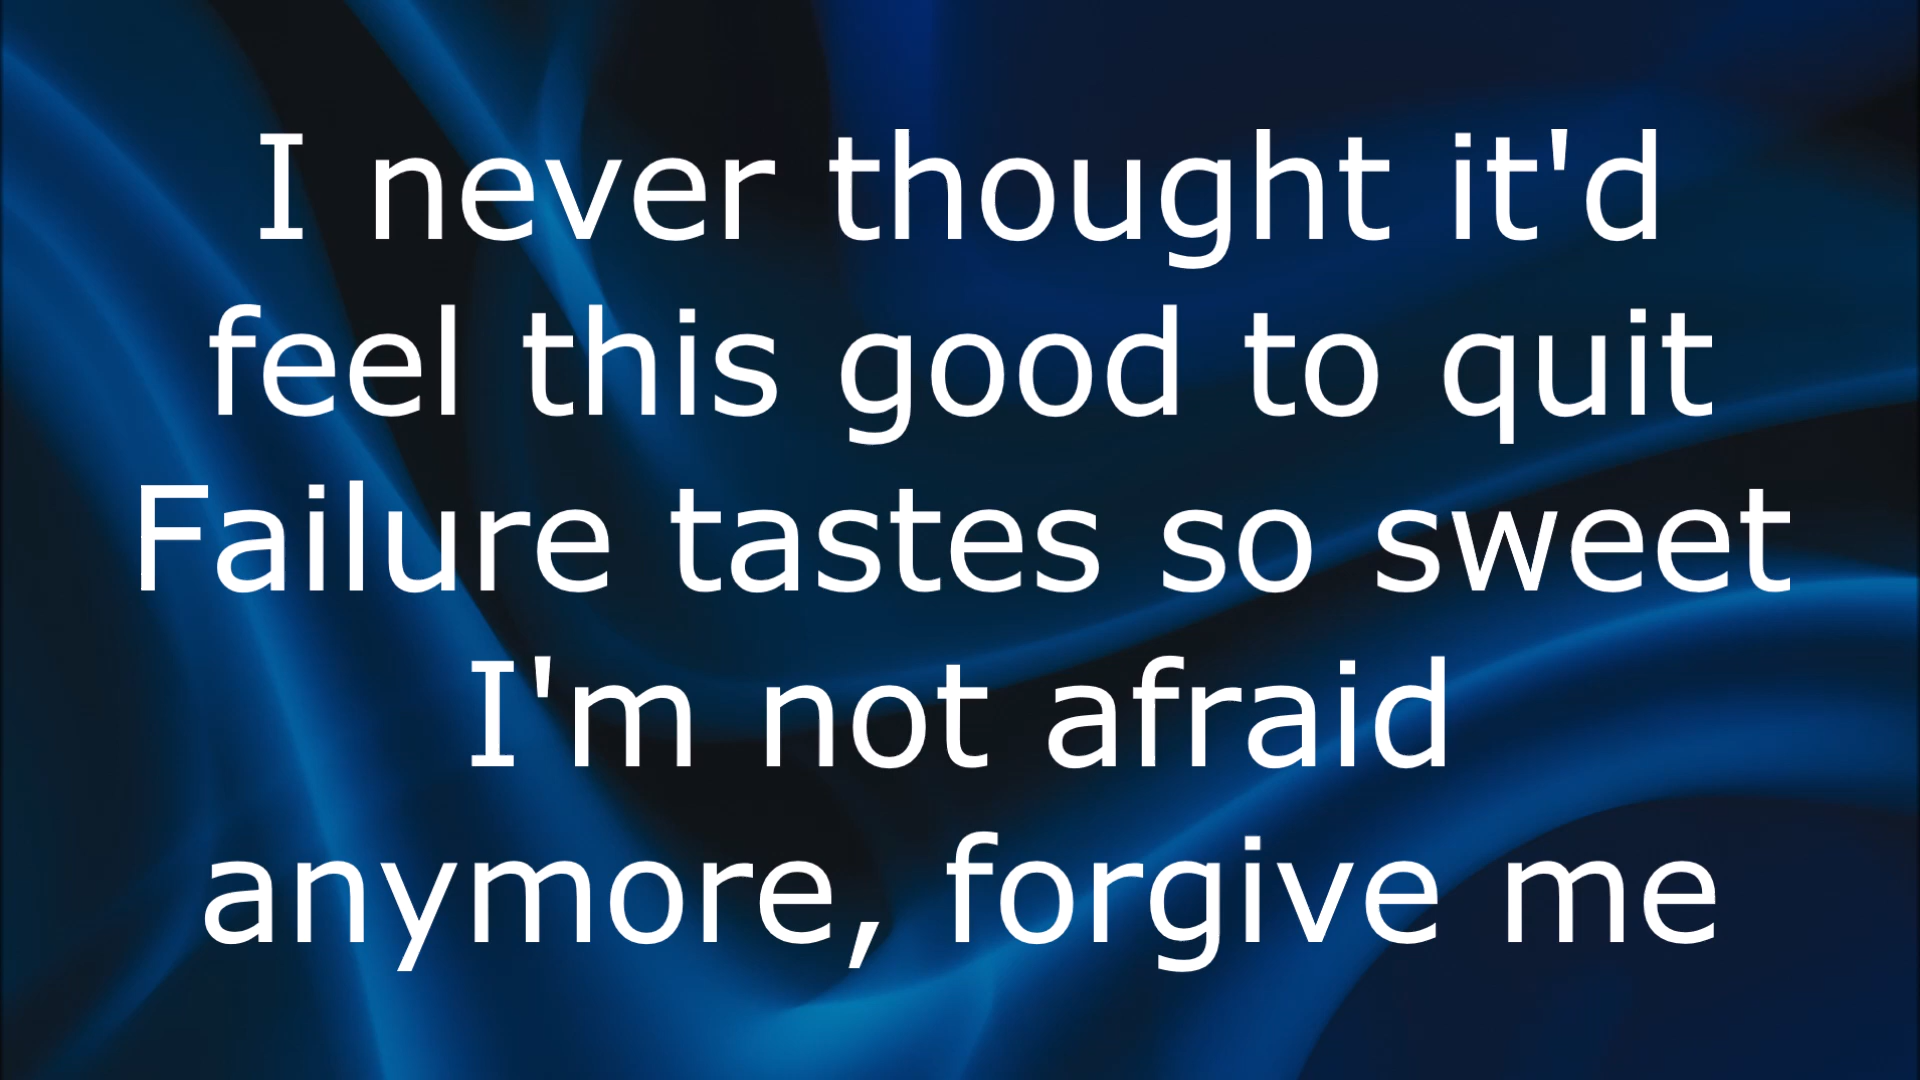 I never thought it'd
feel this good to quit
Failure tastes so sweet
I'm not afraid
anymore, forgive me